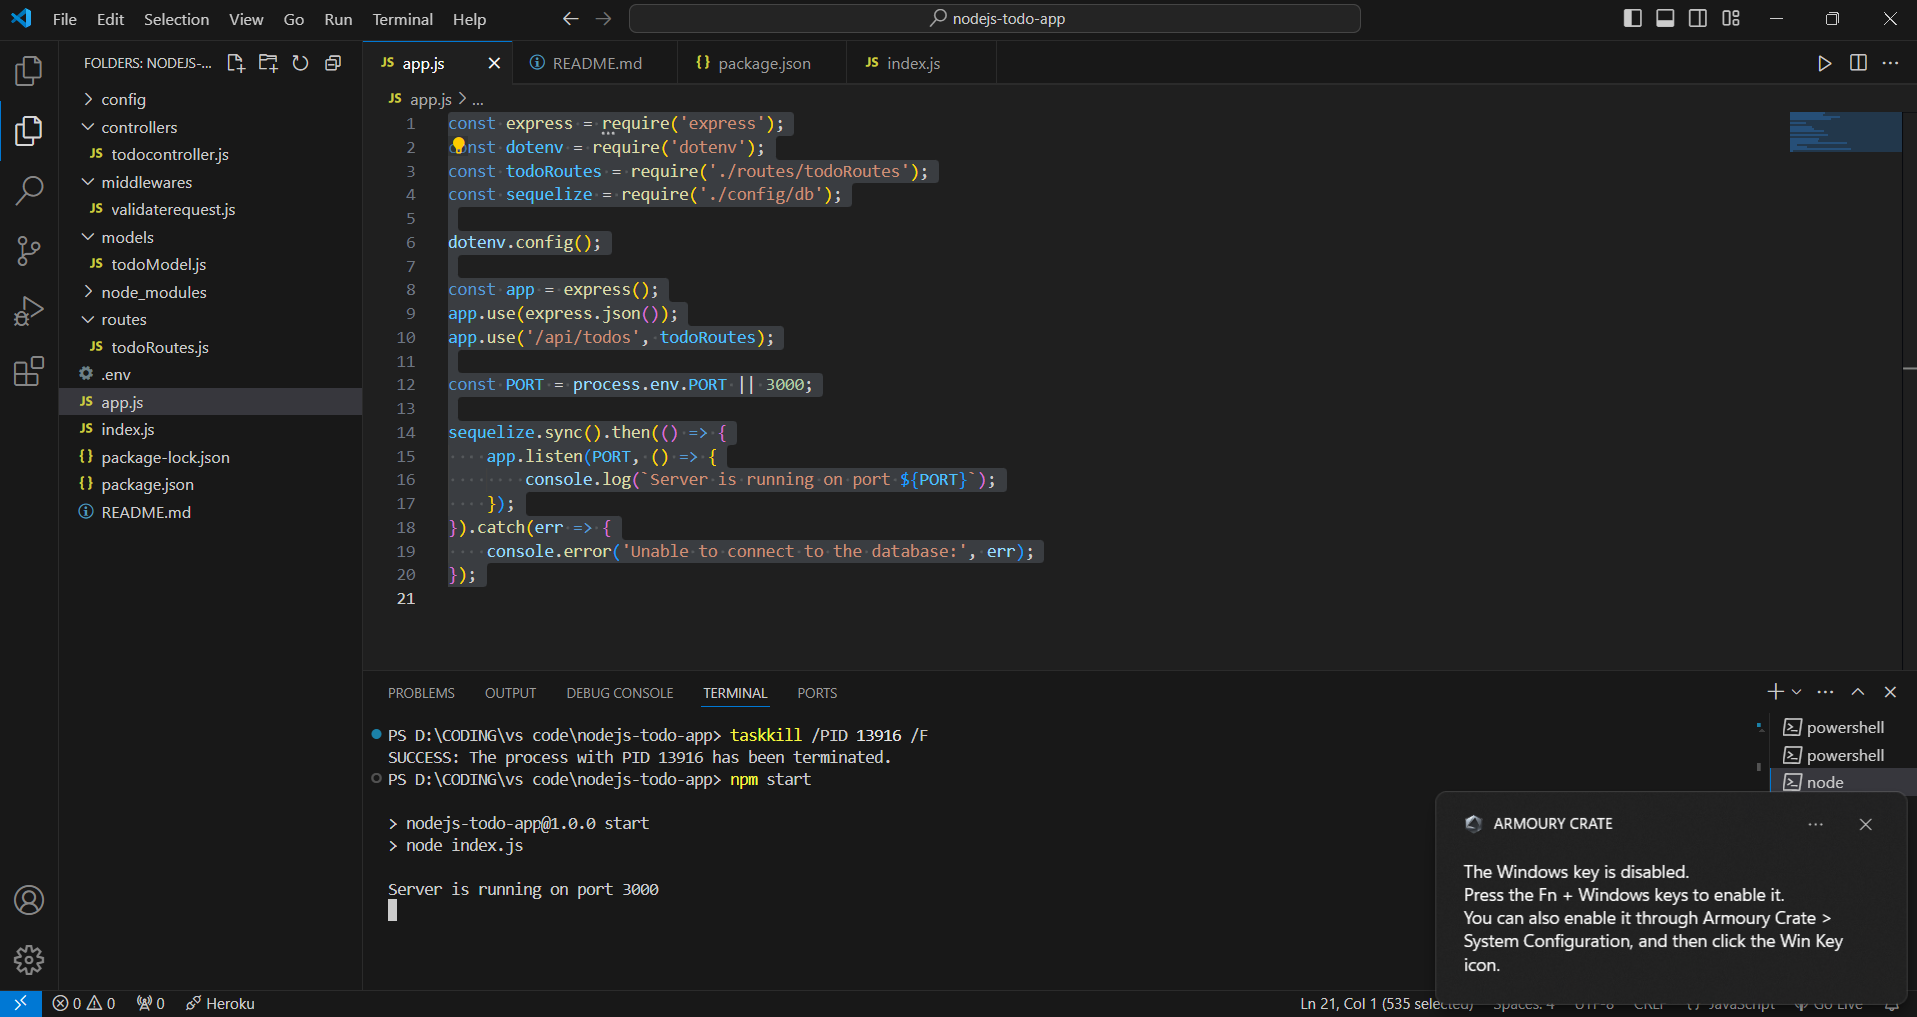 File Edit Selection View Go Run Terminal Help
nodejs-todo-app
FOLDERS: NODEJS-...
config
controllers
JS todocontroller.js
middlewares
JS validaterequest.js
models
JS todoModel.js
node_modules
routes
JS todoRoutes.js
.env
JS app.js
JS index.js
{} package-lock.json
{} package.json
README.md
JS app.js
README.md
{} package.json
JS index.js
JS app.js > ...
1 const express = require('express');
2 const dotenv = require('dotenv');
3 const todoRoutes = require('./routes/todoRoutes');
4 const sequelize = require('./config/db');
5
6 dotenv.config();
7
8 const app = express();
9 app.use(express.json());
10 app.use('/api/todos', todoRoutes);
11
12 const PORT = process.env.PORT || 3000;
13
14 sequelize.sync().then(() => {
15     app.listen(PORT, () => {
16         console.log(`Server is running on port ${PORT}`);
17     });
18 }).catch(err => {
19     console.error('Unable to connect to the database:', err);
20 });
21
PROBLEMS OUTPUT DEBUG CONSOLE TERMINAL PORTS
PS D:\CODING\vs code\nodejs-todo-app> taskkill /PID 13916 /F
SUCCESS: The process with PID 13916 has been terminated.
PS D:\CODING\vs code\nodejs-todo-app> npm start
> nodejs-todo-app@1.0.0 start
> node index.js
Server is running on port 3000
powershell
powershell
node
ARMOURY CRATE
The Windows key is disabled.
Press the Fn + Windows keys to enable it.
You can also enable it through Armoury Crate >
System Configuration, and then click the Win Key
icon.
0 0 0 Heroku
Ln 21, Col 1 (535 selected) Spaces: 4 UTF-8 CRLF {} JavaScript Go Live